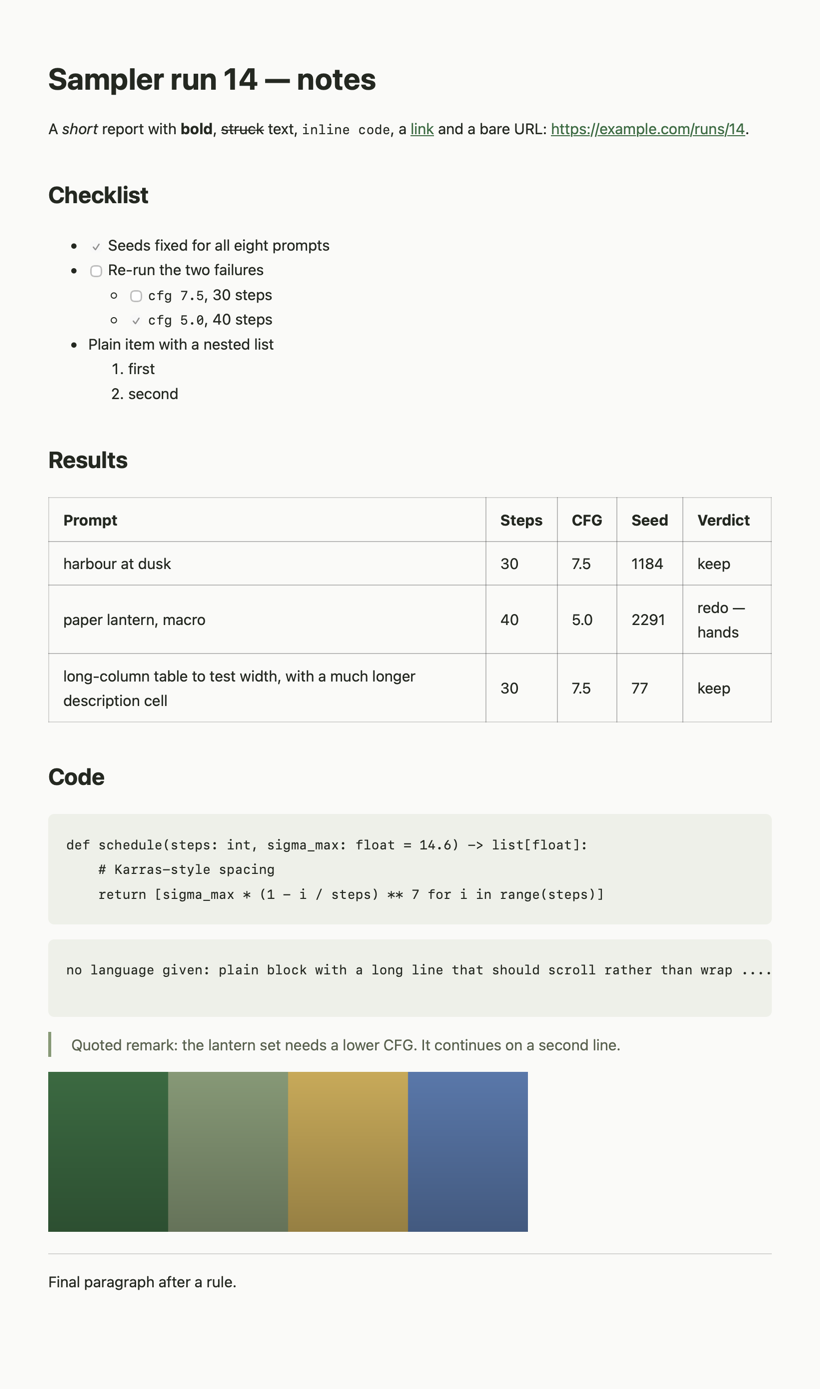 Sampler run 14 — notes
A short report with bold, struck text, inline code, a link and a bare URL: https://example.com/runs/14.
Checklist
Seeds fixed for all eight prompts
Re-run the two failures
cfg 7.5, 30 steps
cfg 5.0, 40 steps
Plain item with a nested list
1. first
2. second
Results
Prompt Steps CFG Seed Verdict
harbour at dusk 30 7.5 1184 keep
paper lantern, macro 40 5.0 2291 redo —
hands
long-column table to test width, with a much longer
description cell 30 7.5 77 keep
Code
def schedule(steps: int, sigma_max: float = 14.6) -> list[float]:
    # Karras-style spacing
    return [sigma_max * (1 - i / steps) ** 7 for i in range(steps)]
no language given: plain block with a long line that should scroll rather than wrap ....
Quoted remark: the lantern set needs a lower CFG. It continues on a second line.
Final paragraph after a rule.